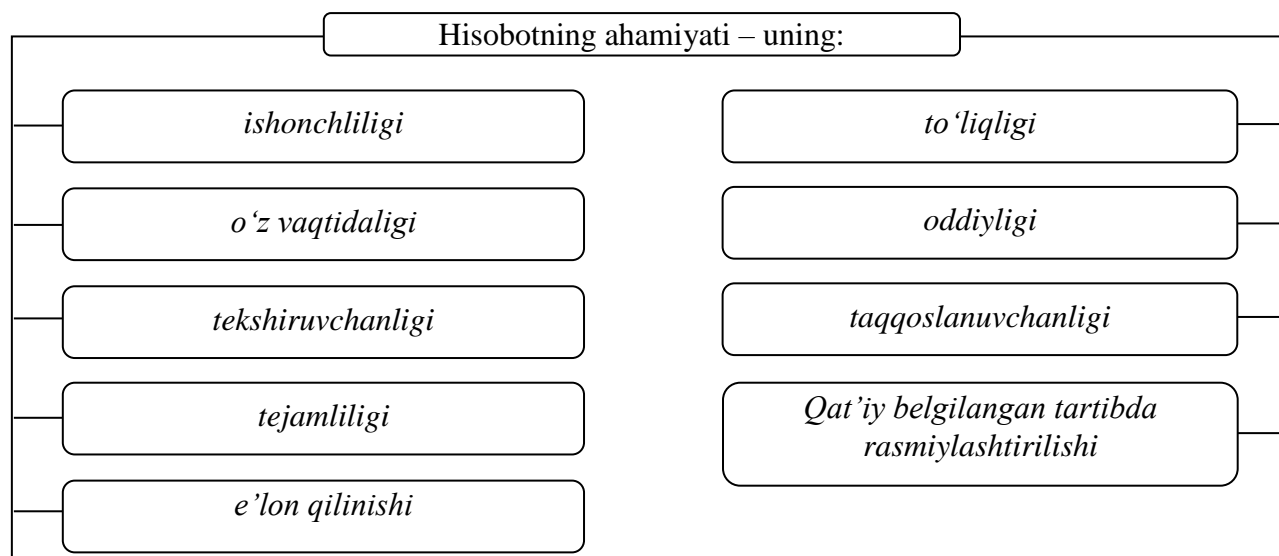 Hisobotning ahamiyati – uning:
ishonchliligi
o‘z vaqtidaligi
tekshiruvchanligi
tejamliligi
e’lon qilinishi
to‘liqligi
oddiyligi
taqqoslanuvchanligi
Qat’iy belgilangan tartibda
rasmiylashtirilishi